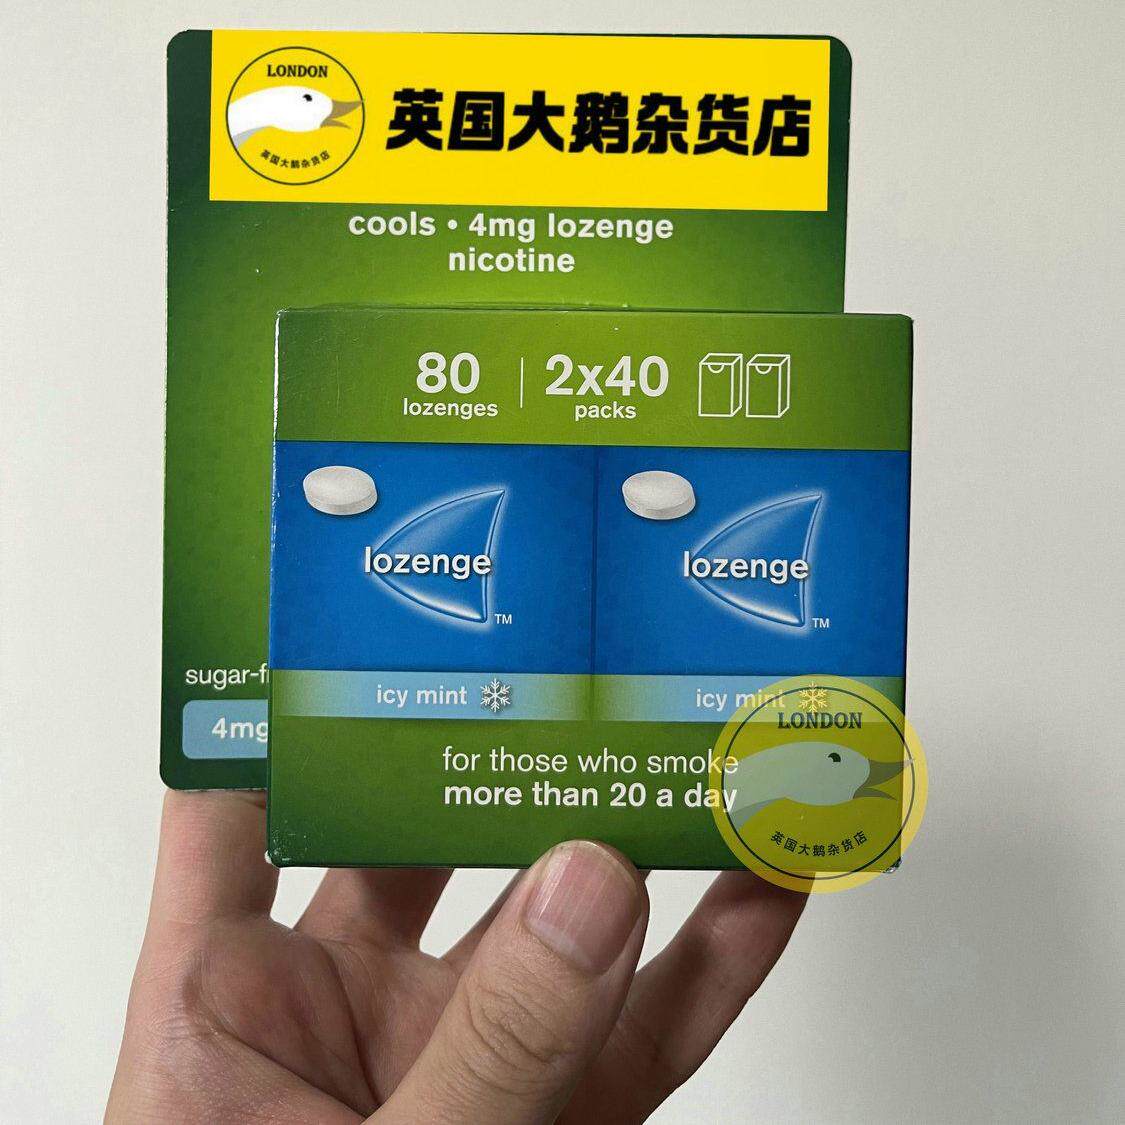 LONDON
英国大鹅杂货店
英国大鹅杂货店
cools • 4mg lozenge
nicotine
80 | 2x40
lozenges packs
lozenge lozenge
TM TM
icy mint icy mint
sugar-f
4mg
for those who smoke
more than 20 a day
LONDON
英国大鹅杂货店